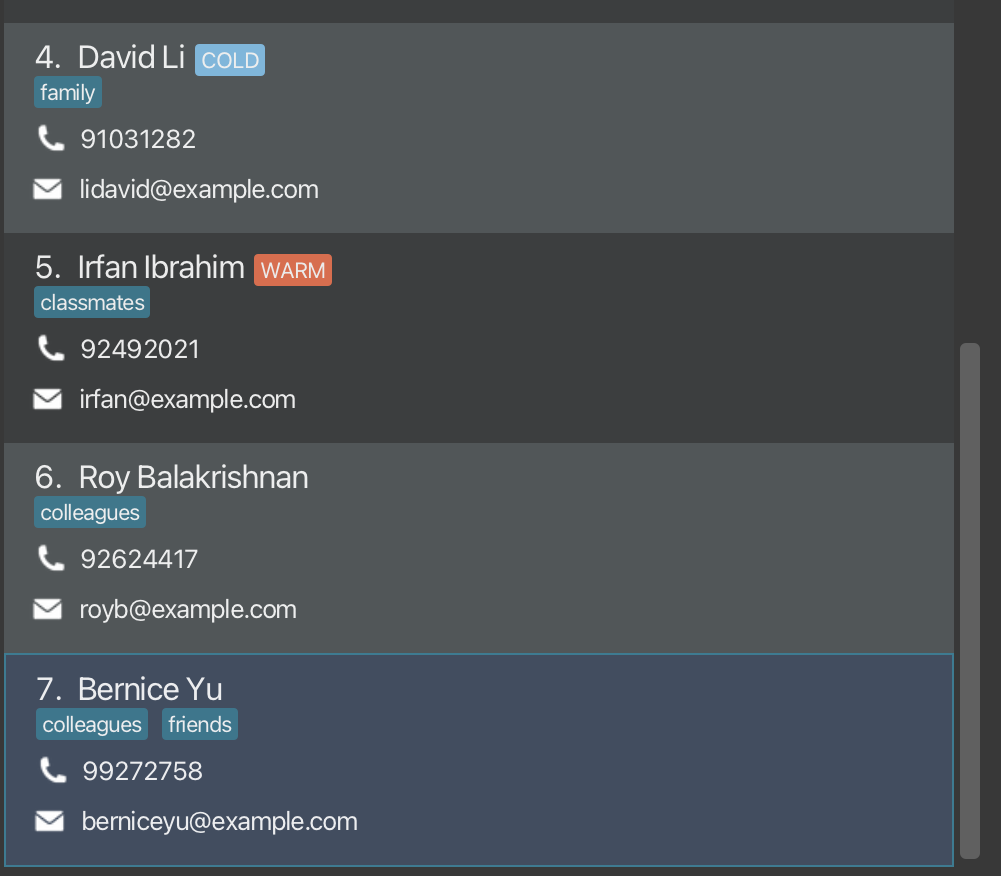 4. David Li COLD
family
91031282
lidavid@example.com
5. Irfan Ibrahim WARM
classmates
92492021
irfan@example.com
6. Roy Balakrishnan
colleagues
92624417
royb@example.com
7. Bernice Yu
colleagues friends
99272758
berniceyu@example.com